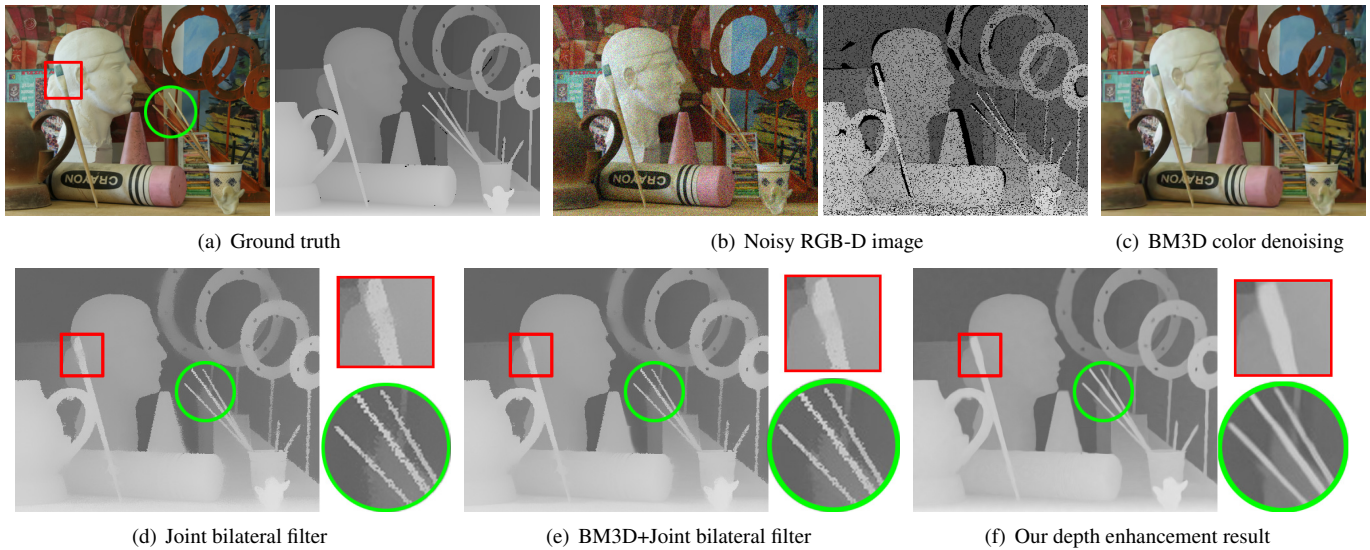 CRAYON
CRAYON
CRAYON
(a) Ground truth
(b) Noisy RGB-D image
(c) BM3D color denoising
(d) Joint bilateral filter
(e) BM3D+Joint bilateral filter
(f) Our depth enhancement result